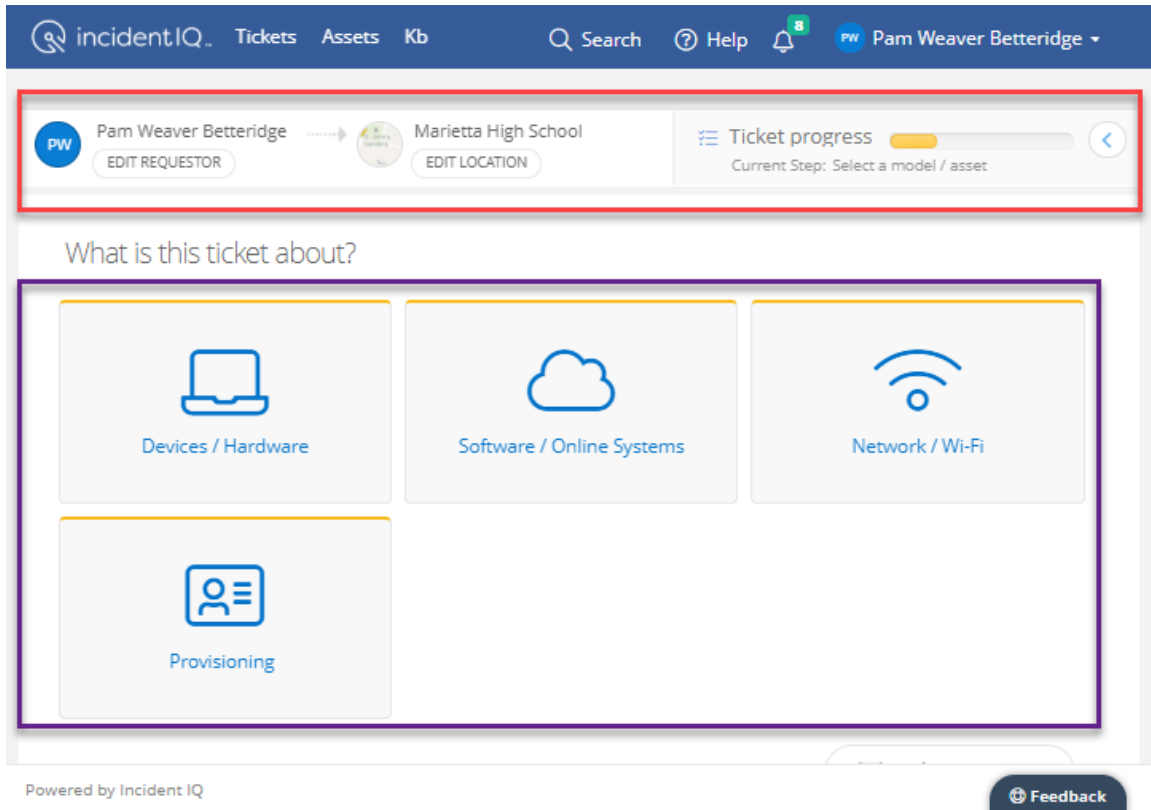 incidentIQ Tickets Assets Kb Search Help 8 PW Pam Weaver Betteridge
PW Pam Weaver Betteridge Marietta High School Ticket progress
EDIT REQUESTOR EDIT LOCATION Current Step: Select a model / asset
What is this ticket about?
Devices / Hardware Software / Online Systems Network / Wi-Fi
Provisioning
Powered by Incident IQ Feedback